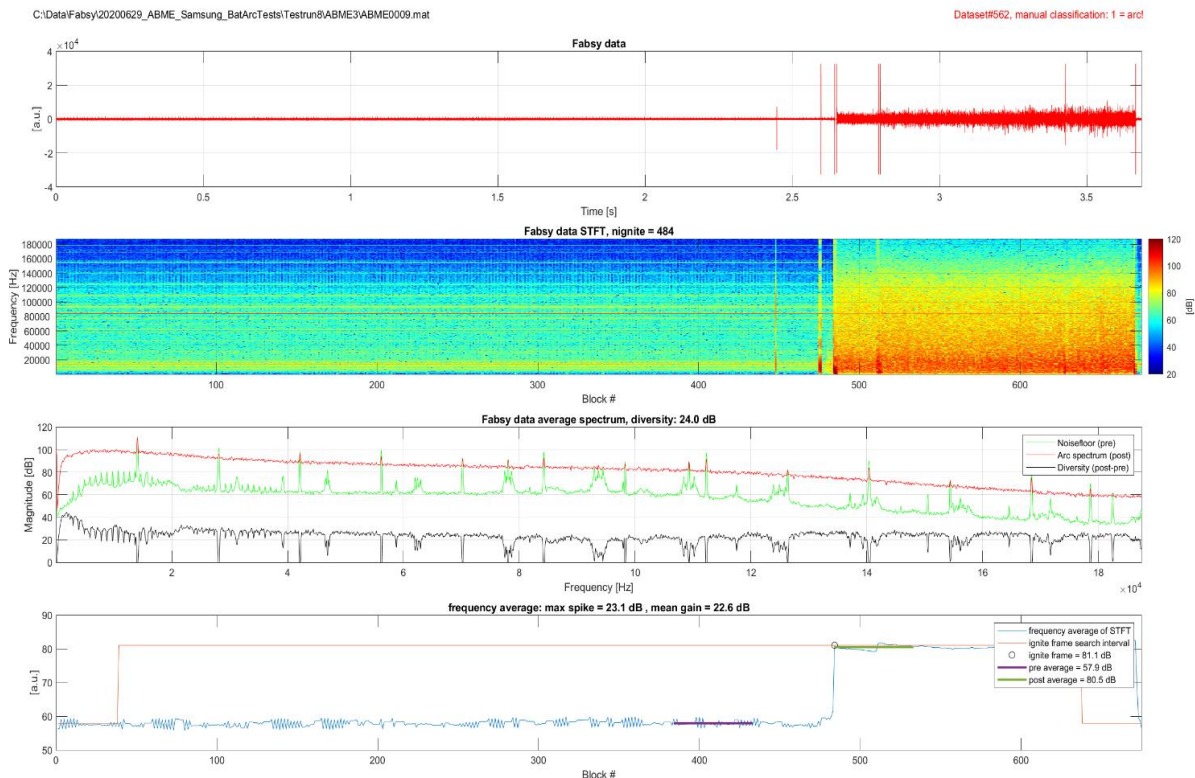 C:\Data\Fabsy\20200629_ABME_Samsung_BatArcTests\Testrun8\ABME3\ABME0009.mat
Dataset#562, manual classification: 1 = arc!
Fabsy data
×10⁴
4
2
0
-2
-4
[a.u.]
0 0.5 1 1.5 2 2.5 3 3.5
Time [s]
Fabsy data STFT, nignite = 484
180000
160000
140000
120000
100000
80000
60000
40000
20000
Frequency [Hz]
100 200 300 400 500 600
Block #
120
100
80
60
40
20
[dB]
Fabsy data average spectrum, diversity: 24.0 dB
120
100
80
60
40
20
0
Magnitude [dB]
Noisefloor (pre)
Arc spectrum (post)
Diversity (post-pre)
2 4 6 8 10 12 14 16 18
Frequency [Hz]
×10⁴
frequency average: max spike = 23.1 dB , mean gain = 22.6 dB
90
80
70
60
50
[a.u.]
frequency average of STFT
ignite frame search interval
ignite frame = 81.1 dB
pre average = 57.9 dB
post average = 80.5 dB
0 100 200 300 400 500 600
Block #